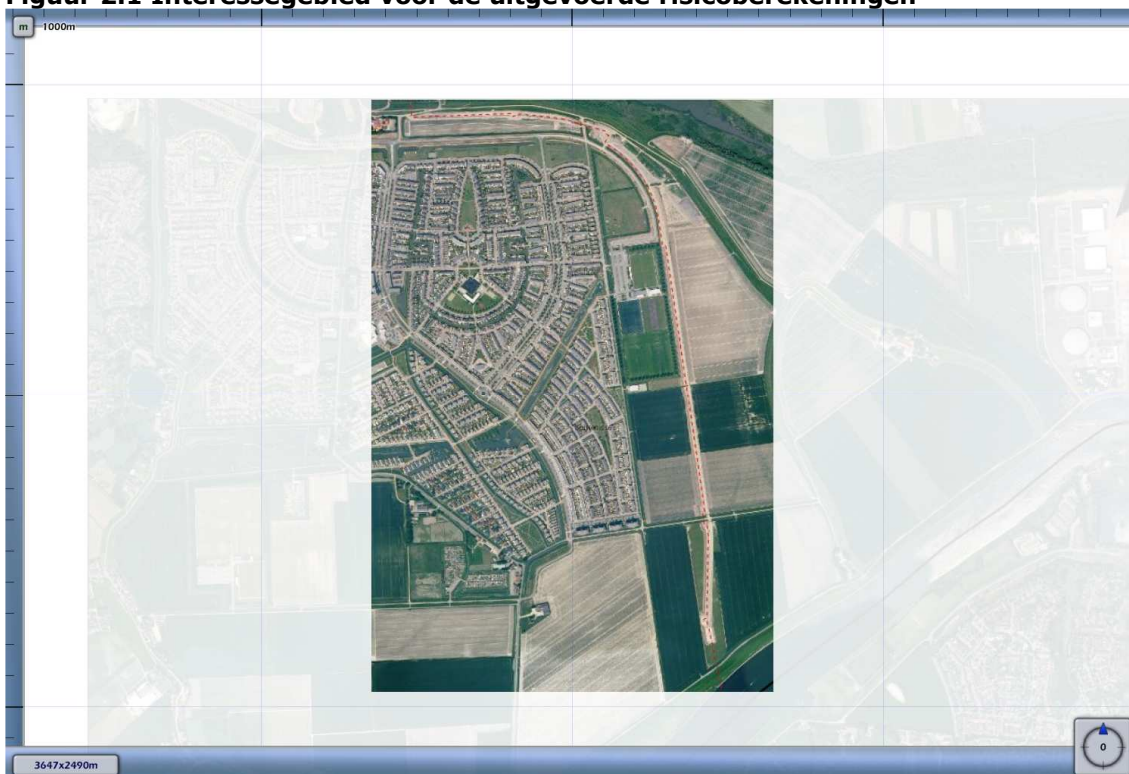 Figuur 2.1 Interessegebied voor de uitgevoerde risicoberekeningen
m
1000m
3647x2490m
0